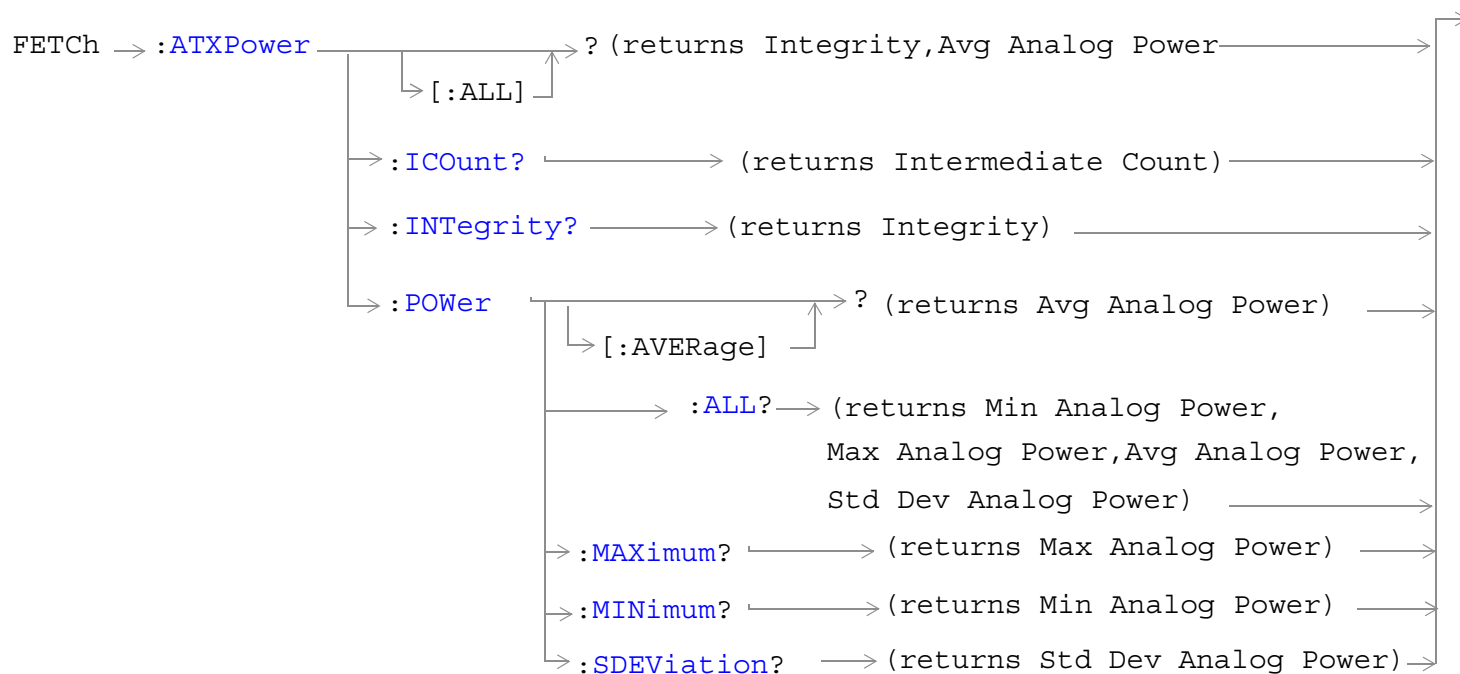 FETCh :ATXPower ? (returns Integrity,Avg Analog Power
[:ALL]
:ICOunt? (returns Intermediate Count)
:INTegrity? (returns Integrity)
:POWer ? (returns Avg Analog Power)
[:AVERage]
:ALL? (returns Min Analog Power,
Max Analog Power,Avg Analog Power,
Std Dev Analog Power)
:MAXimum? (returns Max Analog Power)
:MINimum? (returns Min Analog Power)
:SDEViation? (returns Std Dev Analog Power)